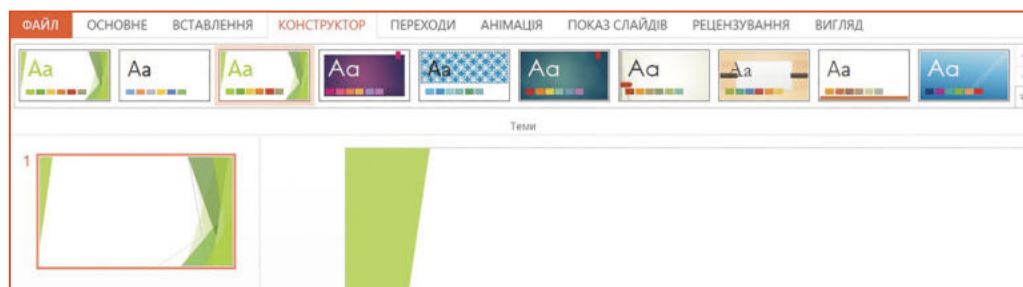 ФАЙЛ ОСНОВНЕ ВСТАВЛЕННЯ КОНСТРУКТОР ПЕРЕХОДИ АНІМАЦІЯ ПОКАЗ СЛАЙДІВ РЕЦЕНЗУВАННЯ ВИГЛЯД
Aa Aa Aa Aa Aa Aa Aa Aa Aa Aa
Теми
1